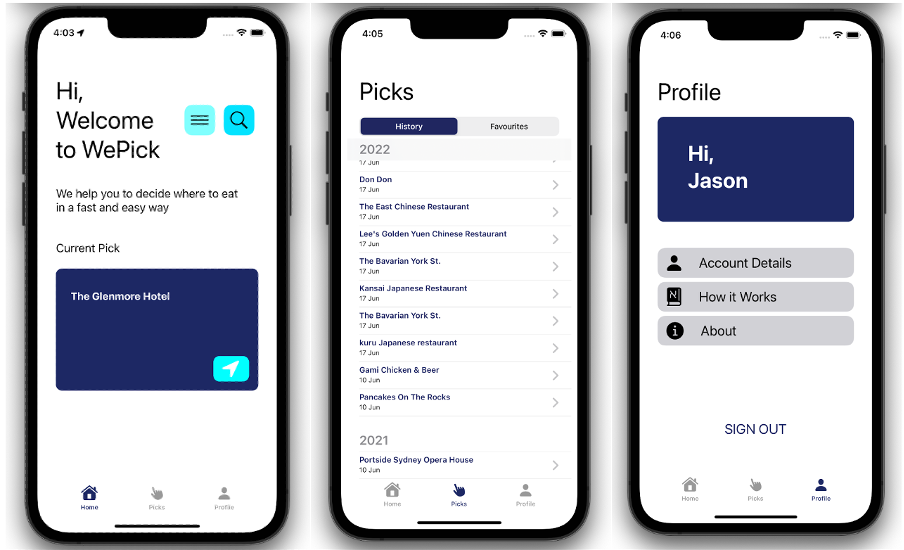 4:03
Hi,
Welcome
to WePick
We help you to decide where to eat
in a fast and easy way
Current Pick
The Glenmore Hotel
Home
Picks
Profile
4:05
Picks
History
Favourites
2022
17 Jun
Don Don
17 Jun
The East Chinese Restaurant
17 Jun
Lee's Golden Yuen Chinese Restaurant
17 Jun
The Bavarian York St.
17 Jun
Kansai Japanese Restaurant
17 Jun
The Bavarian York St.
17 Jun
kuru Japanese restaurant
17 Jun
Gami Chicken & Beer
10 Jun
Pancakes On The Rocks
10 Jun
2021
Portside Sydney Opera House
10 Jun
Home
Picks
Profile
4:06
Profile
Hi,
Jason
Account Details
N
How it Works
About
SIGN OUT
Home
Picks
Profile